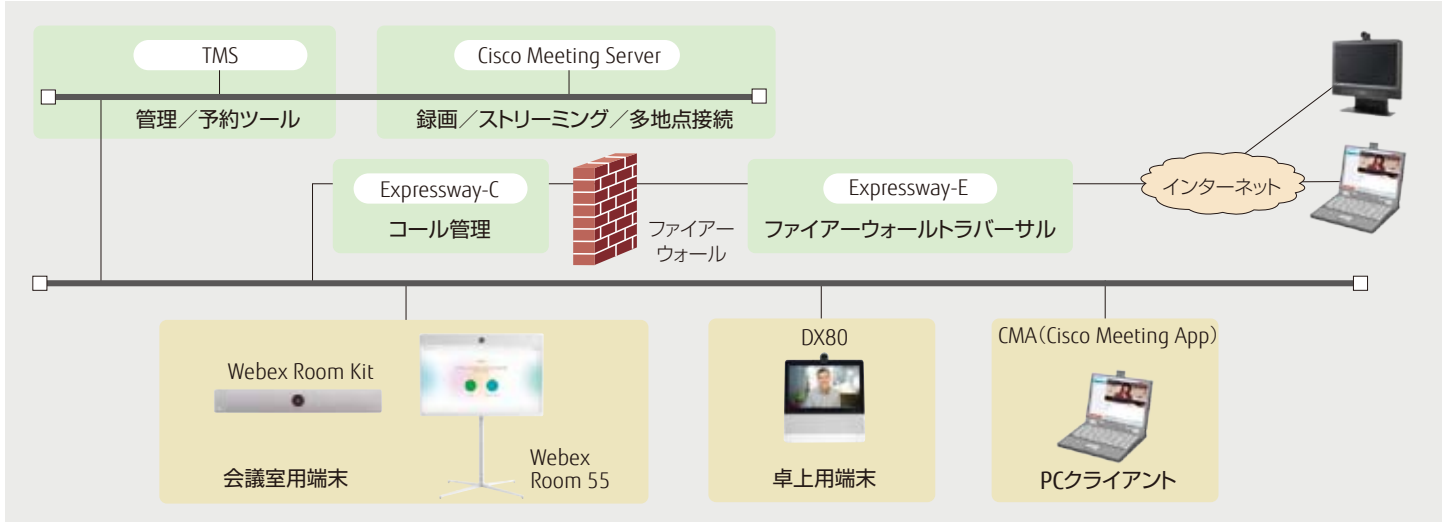 TMS
管理／予約ツール
Cisco Meeting Server
録画／ストリーミング／多地点接続
Expressway-C
コール管理
ファイアー
ウォール
Expressway-E
ファイアーウォールトラバーサル
インターネット
Webex Room Kit
Webex
Room 55
会議室用端末
DX80
卓上用端末
CMA（Cisco Meeting App）
PCクライアント